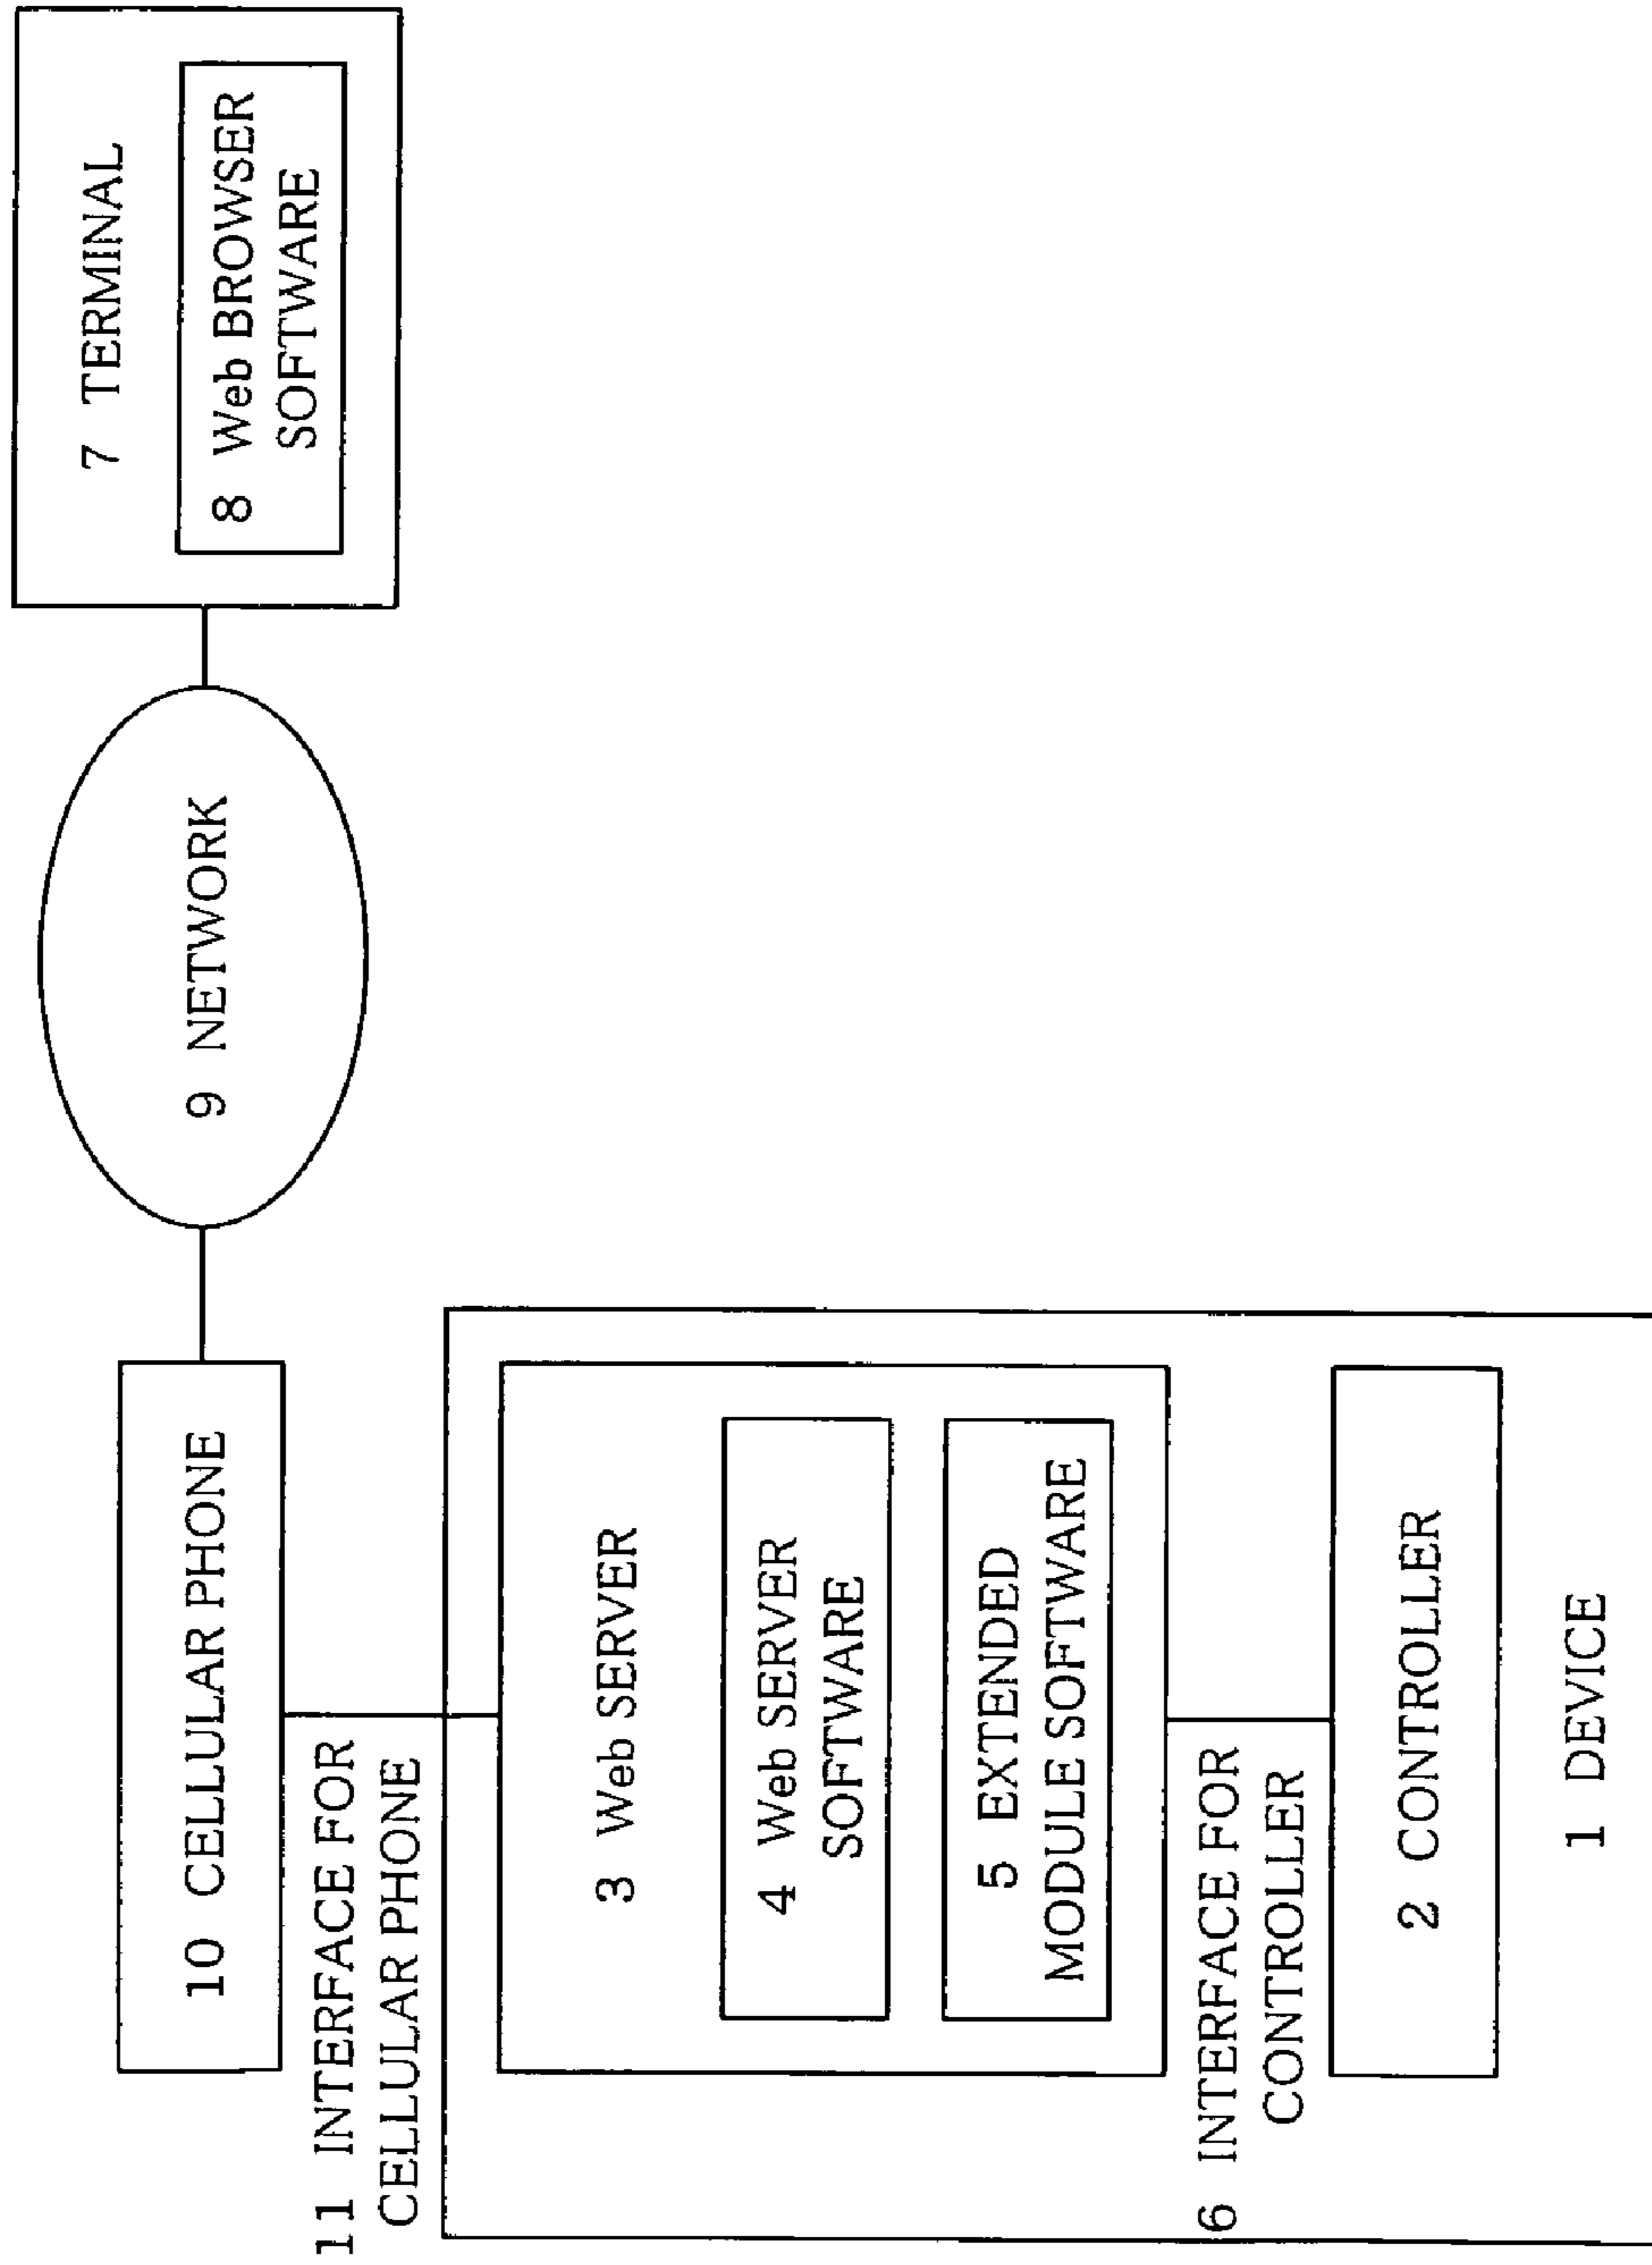 10 CELLULAR PHONE
9 NETWORK
7 TERMINAL
8 Web BROWSER
SOFTWARE
11 INTERFACE FOR
CELLULAR PHONE
3 Web SERVER
4 Web SERVER
SOFTWARE
5 EXTENDED
MODULE SOFTWARE
6 INTERFACE FOR
CONTROLLER
2 CONTROLLER
1 DEVICE